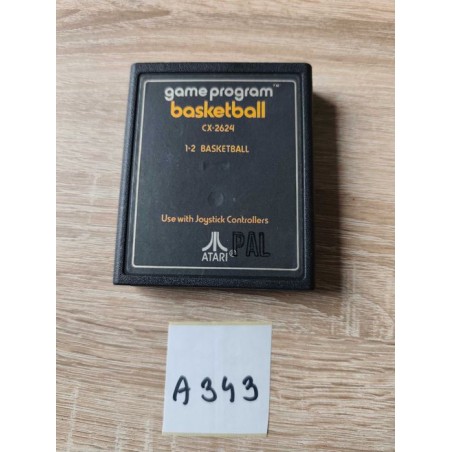 game program™
basketball
CX-2624
1-2 BASKETBALL
Use with Joystick Controllers
ATARI PAL
A343